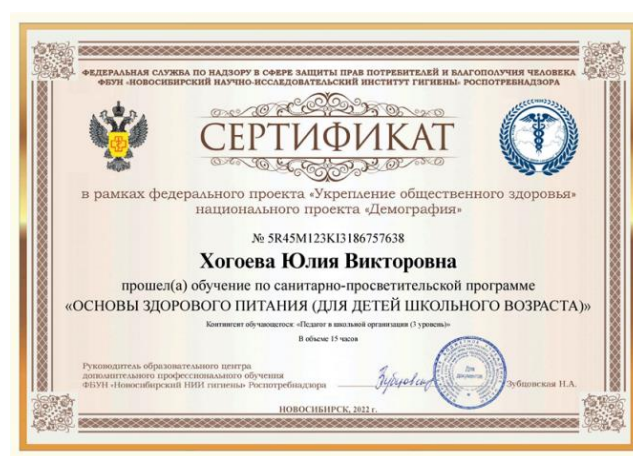 ФЕДЕРАЛЬНАЯ СЛУЖБА ПО НАДЗОРУ В СФЕРЕ ЗАЩИТЫ ПРАВ ПОТРЕБИТЕЛЕЙ И БЛАГОПОЛУЧИЯ ЧЕЛОВЕКА
ФБУН «НОВОСИБИРСКИЙ НАУЧНО-ИССЛЕДОВАТЕЛЬСКИЙ ИНСТИТУТ ГИГИЕНЫ» РОСПОТРЕБНАДЗОРА
СЕРТИФИКАТ
в рамках федерального проекта «Укрепление общественного здоровья»
национального проекта «Демография»
№ 5R45M123KI3186757638
Хогоева Юлия Викторовна
прошел(а) обучение по санитарно-просветительской программе
«ОСНОВЫ ЗДОРОВОГО ПИТАНИЯ (ДЛЯ ДЕТЕЙ ШКОЛЬНОГО ВОЗРАСТА)»
Контингент обучающегося: «Педагог в школьной организации (3 уровень)»
В объеме 15 часов
Руководитель образовательного центра
дополнительного профессионального обучения
ФБУН «Новосибирский НИИ гигиены» Роспотребнадзора
Зубцовская Н.А.
Для
документов
НОВОСИБИРСК, 2022 г.